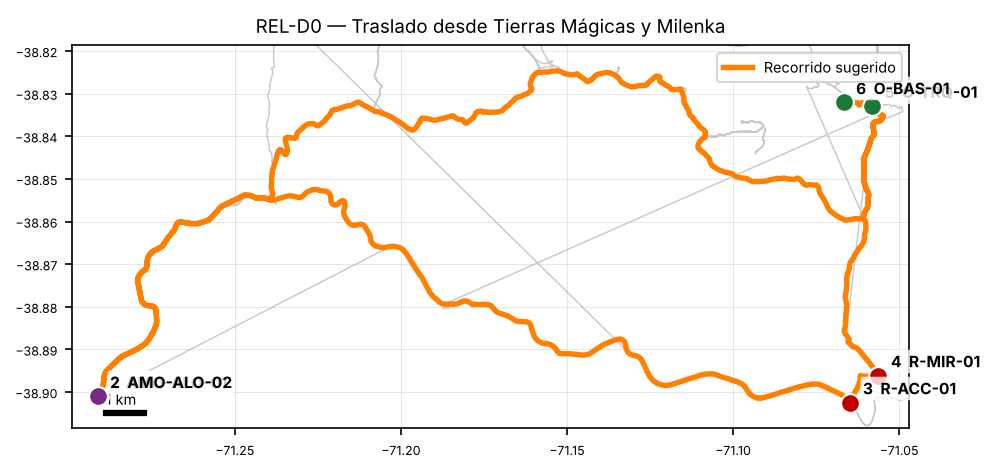 REL-D0 — Traslado desde Tierras Mágicas y Milenka
Recorrido sugerido
6 O-BAS-01
-01
4 R-MIR-01
3 R-ACC-01
2 AMO-ALO-02
km
−38.82
−38.83
−38.84
−38.85
−38.86
−38.87
−38.88
−38.89
−38.90
−71.25
−71.20
−71.15
−71.10
−71.05